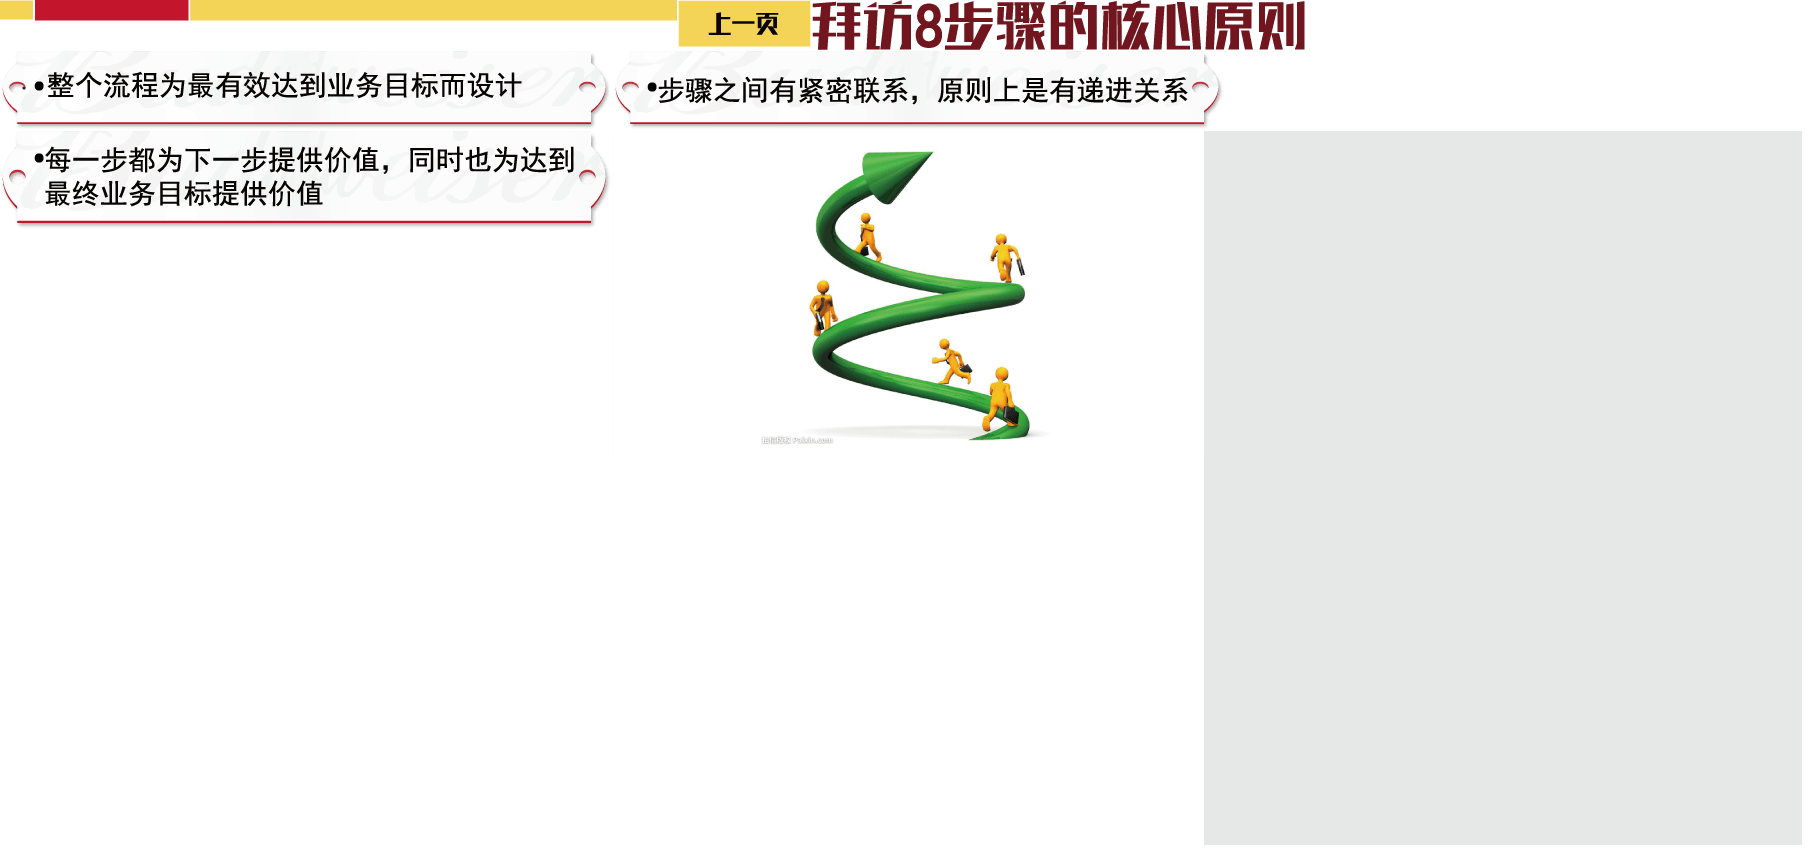 上一页
拜访8步骤的核心原则
•整个流程为最有效达到业务目标而设计
•步骤之间有紧密联系，原则上是有递进关系
•每一步都为下一步提供价值，同时也为达到
最终业务目标提供价值